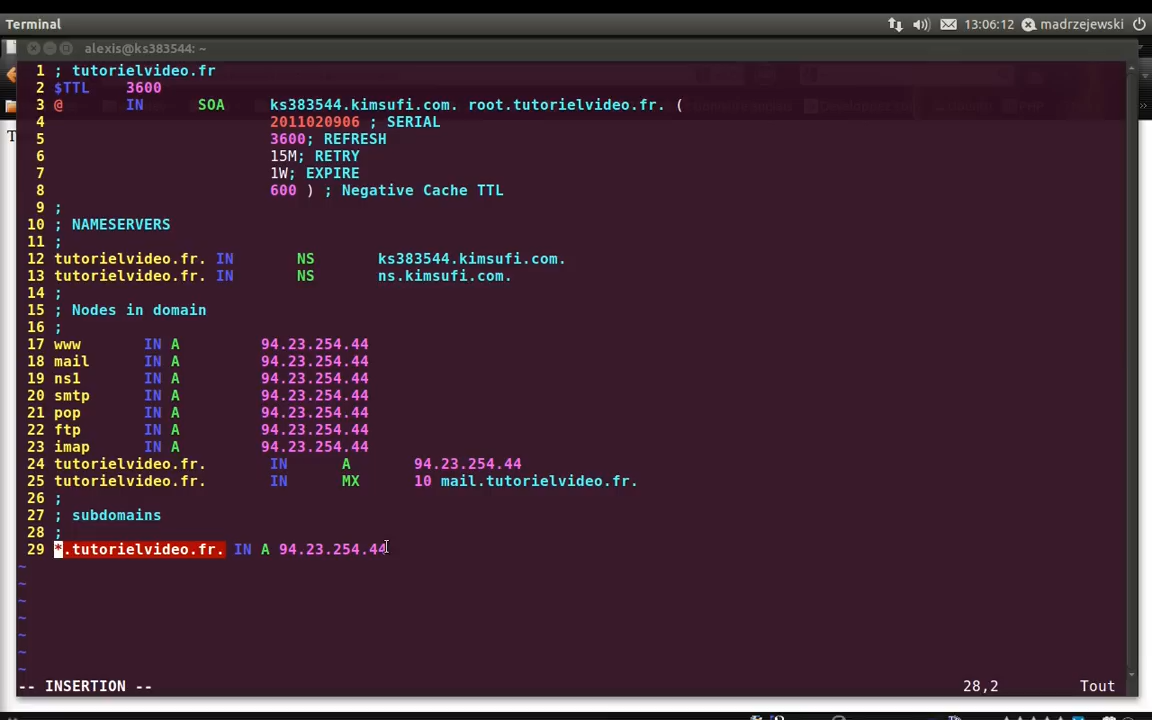 Terminal
13:06:12 madrzejewski
alexis@ks383544: ~
1 ; tutorielvideo.fr
2 $TTL 3600
3 @ IN SOA ks383544.kimsufi.com. root.tutorielvideo.fr. (
4 2011020906 ; SERIAL
5 3600; REFRESH
6 15M; RETRY
7 1W; EXPIRE
8 600 ) ; Negative Cache TTL
9 ;
10 ; NAMESERVERS
11 ;
12 tutorielvideo.fr. IN NS ks383544.kimsufi.com.
13 tutorielvideo.fr. IN NS ns.kimsufi.com.
14 ;
15 ; Nodes in domain
16 ;
17 www IN A 94.23.254.44
18 mail IN A 94.23.254.44
19 ns1 IN A 94.23.254.44
20 smtp IN A 94.23.254.44
21 pop IN A 94.23.254.44
22 ftp IN A 94.23.254.44
23 imap IN A 94.23.254.44
24 tutorielvideo.fr. IN A 94.23.254.44
25 tutorielvideo.fr. IN MX 10 mail.tutorielvideo.fr.
26 ;
27 ; subdomains
28 ;
29 *.tutorielvideo.fr. IN A 94.23.254.44
~
~
~
~
~
~
~
-- INSERTION -- 28,2 Tout